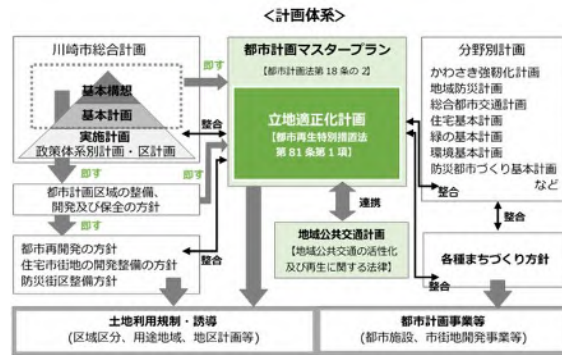 ＜計画体系＞
川崎市総合計画
基本構想
基本計画
実施計画
政策体系別計画・区計画
即す
都市計画区域の整備、
開発及び保全の方針
即す
都市再開発の方針
住宅市街地の開発整備の方針
防災街区整備方針
即す
整合
即す
整合
都市計画マスタープラン
【都市計画法第18条の2】
立地適正化計画
【都市再生特別措置法
第81条第1項】
連携
地域公共交通計画
【地域公共交通の活性化
及び再生に関する法律】
分野別計画
かわさき強靭化計画
地域防災計画
総合都市交通計画
住宅基本計画
緑の基本計画
環境基本計画
防災都市づくり基本計画
など
整合
整合
各種まちづくり方針
整合
土地利用規制・誘導
(区域区分、用途地域、地区計画等)
都市計画事業等
(都市施設、市街地開発事業等)